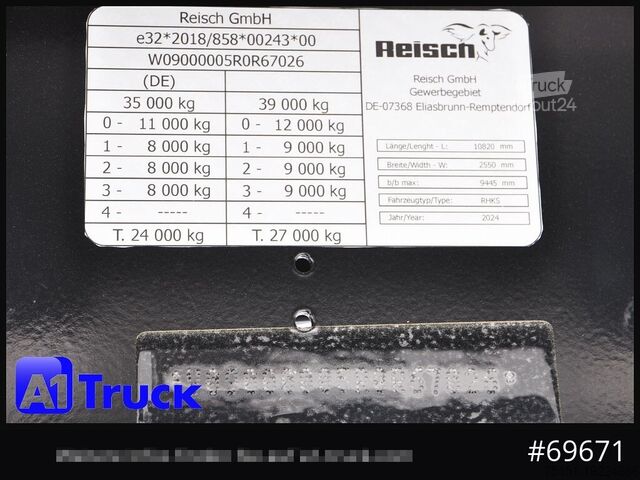 Reisch GmbH
e32*2018/858*00243*00
W09000005R0R67026
(DE)
35 000 kg 39 000 kg
0 - 11 000 kg 0 - 12 000 kg
1 - 8 000 kg 1 - 9 000 kg
2 - 8 000 kg 2 - 9 000 kg
3 - 8 000 kg 3 - 9 000 kg
4 - ----- 4 - -----
T. 24 000 kg T. 27 000 kg
Reisch
Reisch GmbH
Gewerbegebiet
DE-07368 Eliasbrunn-Remptendorf
Länge/Lenght - L: 10820 mm
Breite/Width - W: 2550 mm
b/b max: 9445 mm
Fahrzeugtyp/Type: RHKS
Jahr/Year: 2024
Truck
out24
A1 Truck
#69671